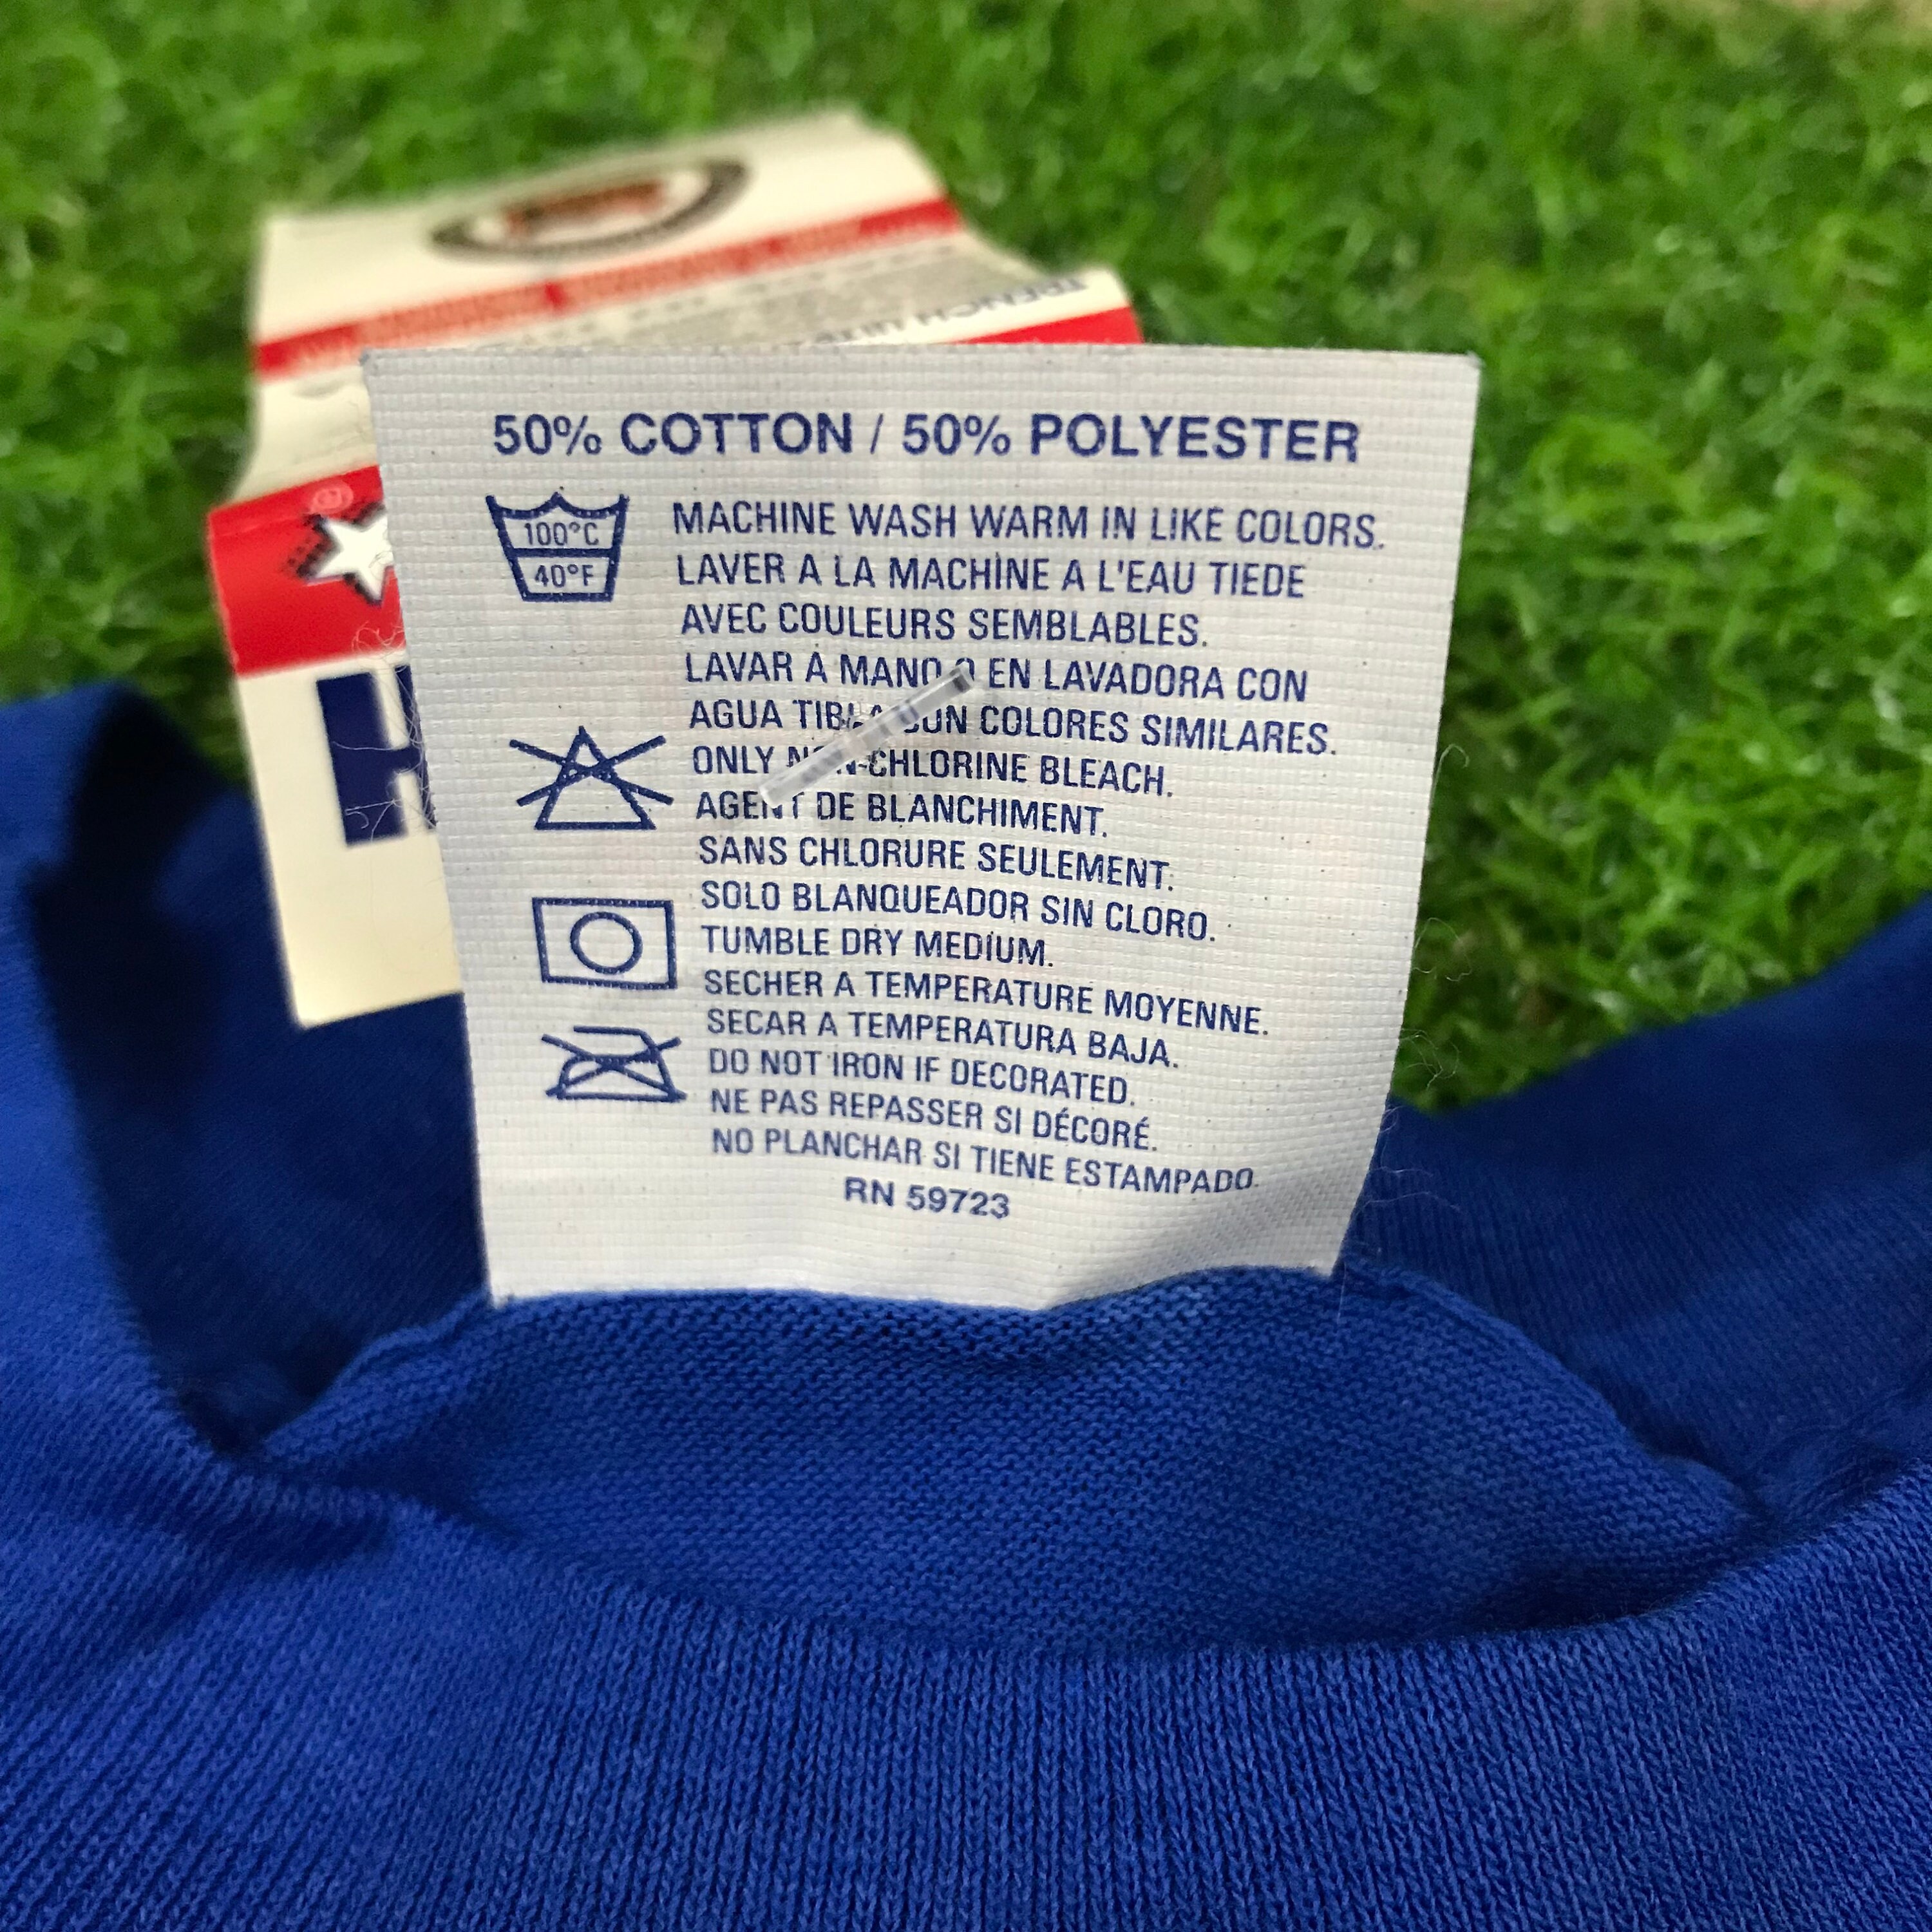 50% COTTON / 50% POLYESTER
100°C
40°F
MACHINE WASH WARM IN LIKE COLORS.
LAVER A LA MACHINE A L'EAU TIEDE
AVEC COULEURS SEMBLABLES.
LAVAR A MANO O EN LAVADORA CON
AGUA TIBIA CON COLORES SIMILARES.
ONLY NON-CHLORINE BLEACH.
AGENT DE BLANCHIMENT.
SANS CHLORURE SEULEMENT.
SOLO BLANQUEADOR SIN CLORO.
TUMBLE DRY MEDIUM.
SECHER A TEMPERATURE MOYENNE.
SECAR A TEMPERATURA BAJA.
DO NOT IRON IF DECORATED.
NE PAS REPASSER SI DÉCORÉ.
NO PLANCHAR SI TIENE ESTAMPADO.
RN 59723
®
H